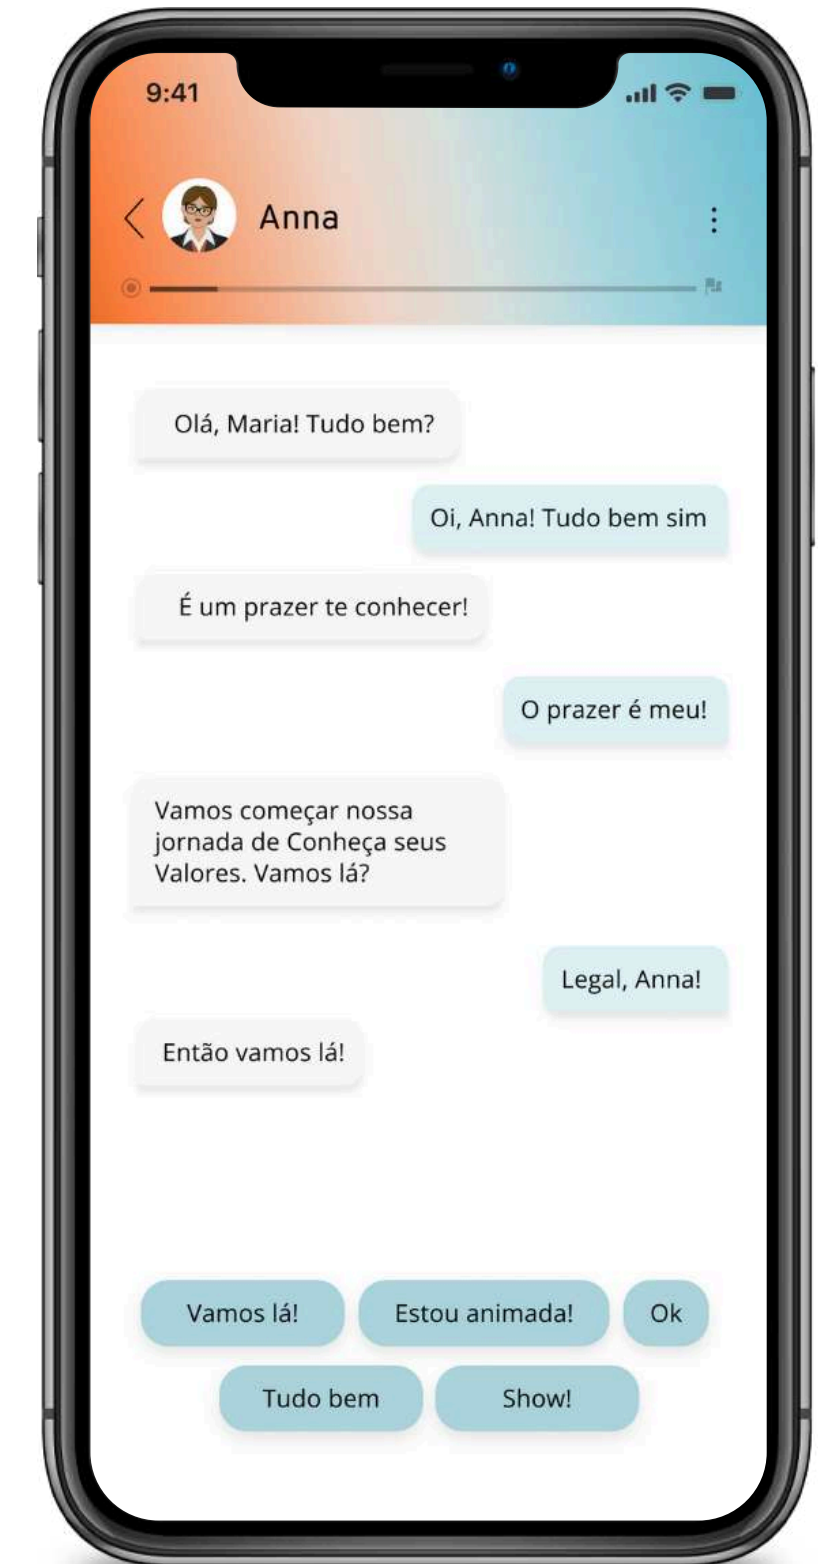 9:41
Anna
Olá, Maria! Tudo bem?
Oi, Anna! Tudo bem sim
É um prazer te conhecer!
O prazer é meu!
Vamos começar nossa
jornada de Conheça seus
Valores. Vamos lá?
Legal, Anna!
Então vamos lá!
Vamos lá!
Estou animada!
Ok
Tudo bem
Show!